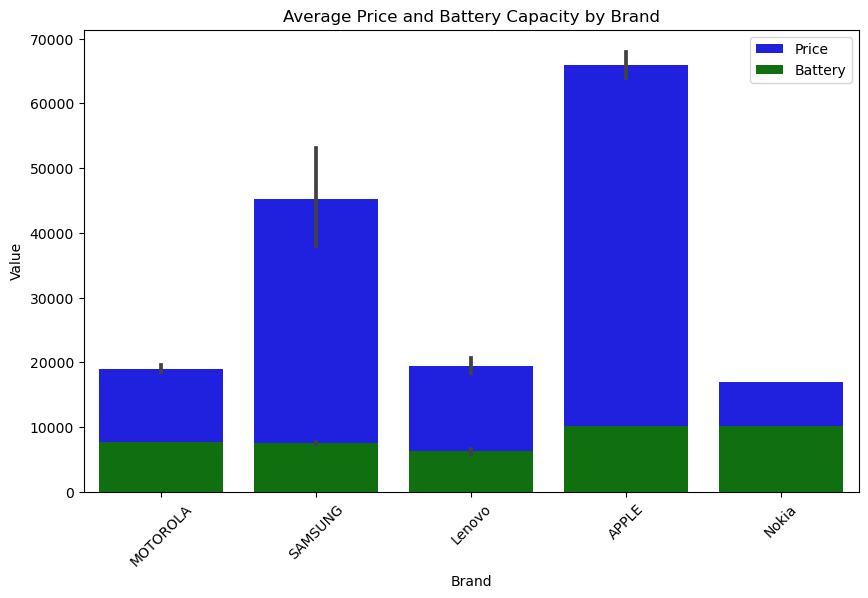 Average Price and Battery Capacity by Brand
Price
Battery
70000
60000
50000
40000
30000
20000
10000
0
Value
MOTOROLA
SAMSUNG
Lenovo
APPLE
Nokia
Brand